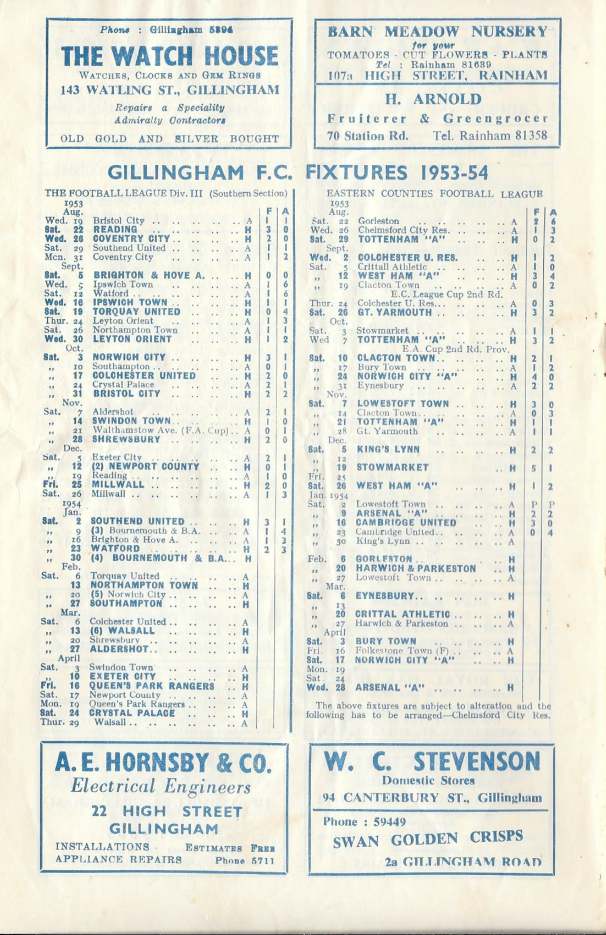 Phone : Gillingham 5294
THE WATCH HOUSE
WATCHES, CLOCKS AND GEM RINGS
143 WATLING ST., GILLINGHAM
Repairs a Speciality
Admiralty Contractors
OLD GOLD AND SILVER BOUGHT
BARN MEADOW NURSERY
for your
TOMATOES - CUT FLOWERS - PLANTS
Tel : Rainham 81639
107a HIGH STREET, RAINHAM
H. ARNOLD
Fruiterer & Greengrocer
70 Station Rd. Tel. Rainham 81358
GILLINGHAM F.C. FIXTURES 1953-54
THE FOOTBALL LEAGUE Div. III (Southern Section)
1953
Aug. F A
Wed. 19 Bristol City .. .. .. .. A 1 1
Sat. 22 READING .. .. .. .. H 3 0
Wed. 26 COVENTRY CITY .. .. .. H 2 0
Sat. 29 Southend United .. .. .. A 1 1
Mon. 31 Coventry City .. .. .. A 1 2
Sept.
Sat. 5 BRIGHTON & HOVE A. .. .. H 0 0
Wed. 9 Ipswich Town .. .. .. A 1 6
Sat. 12 Watford .. .. .. .. A 1 6
Wed. 16 IPSWICH TOWN .. .. .. H 1 1
Sat. 19 TORQUAY UNITED .. .. H 0 4
Thur. 24 Leyton Orient .. .. .. A 1 3
Sat. 26 Northampton Town .. .. A 1 1
Wed. 30 LEYTON ORIENT .. .. H 1 2
Oct.
Sat. 3 NORWICH CITY .. .. .. H 3 1
„ 10 Southampton .. .. .. A 0 1
„ 17 COLCHESTER UNITED .. .. H 2 0
„ 24 Crystal Palace .. .. .. A 2 1
„ 31 BRISTOL CITY .. .. .. H 2 2
Nov.
Sat. 7 Aldershot .. .. .. .. A 2 1
„ 14 SWINDON TOWN .. .. .. H 1 0
„ 21 Walthamstow Ave. (F.A. Cup) .. A 0 1
„ 28 SHREWSBURY .. .. .. H 2 0
Dec.
Sat. 5 Exeter City .. .. .. A 2 1
„ 12 (2) NEWPORT COUNTY .. .. H 0 1
„ 19 Reading .. .. .. .. A 1 0
Fri. 25 MILLWALL .. .. .. .. H 2 0
Sat. 26 Millwall .. .. .. .. A 1 3
1954
Jan.
Sat. 2 SOUTHEND UNITED .. .. H 3 1
„ 9 (3) Bournemouth & B.A. .. .. A 1 4
„ 16 Brighton & Hove A. .. .. A 1 3
„ 23 WATFORD .. .. .. .. H 2 3
„ 30 (4) BOURNEMOUTH & B.A. .. H
Feb.
Sat. 6 Torquay United .. .. .. A
13 NORTHAMPTON TOWN .. .. H
„ 20 (5) Norwich City .. .. .. A
„ 27 SOUTHAMPTON .. .. .. H
Mar.
Sat. 6 Colchester United .. .. .. A
„ 13 (6) WALSALL .. .. .. H
„ 20 Shrewsbury .. .. .. .. A
„ 27 ALDERSHOT .. .. .. .. H
April
Sat. 3 Swindon Town .. .. .. A
„ 10 EXETER CITY .. .. .. H
Fri. 16 QUEEN'S PARK RANGERS .. H
Sat. 17 Newport County .. .. .. A
Mon. 19 Queen's Park Rangers .. .. A
Sat. 24 CRYSTAL PALACE .. .. H
Thur. 29 Walsall .. .. .. .. A
EASTERN COUNTIES FOOTBALL LEAGUE
1953
Aug. F A
Sat. 22 Gorleston .. .. .. .. A 2 6
Wed. 26 Chelmsford City Res. .. .. A 1 3
Sat. 29 TOTTENHAM "A" .. .. .. H 0 2
Sept.
Wed. 2 COLCHESTER U. RES. .. .. H 1 2
Sat. 5 Crittall Athletic .. .. .. A 1 0
„ 12 WEST HAM "A" .. .. .. H 3 4
„ 19 Clacton Town .. .. .. A 0 2
E.C. League Cup 2nd Rd.
Thur. 24 Colchester U. Res. .. .. A 0 3
Sat. 26 GT. YARMOUTH .. .. .. H 3 2
Oct.
Sat. 3 Stowmarket .. .. .. A 1 1
Wed 7 TOTTENHAM "A" .. .. H 3 2
E.A. Cup 2nd Rd. Prov.
Sat. 10 CLACTON TOWN .. .. .. H 2 1
„ 17 Bury Town .. .. .. A 1 2
„ 24 NORWICH CITY "A" .. .. H 4 0
„ 31 Eynesbury .. .. .. A 2 2
Nov.
Sat. 7 LOWESTOFT TOWN .. .. H 3 0
„ 14 Clacton Town .. .. .. A 0 3
„ 21 TOTTENHAM "A" .. .. H 1 1
„ 28 Gt. Yarmouth .. .. .. A 1 1
Dec.
Sat. 5 KING'S LYNN .. .. .. H 2 2
„ 12
„ 19 STOWMARKET .. .. H 5 1
Fri. 25
Sat. 26 WEST HAM "A" .. .. .. H 1 2
Jan. 1954
Sat. 2 Lowestoft Town .. .. .. A P P
„ 9 ARSENAL "A" .. .. .. H 2 2
„ 16 CAMBRIDGE UNITED .. .. H 3 0
„ 23 Cambridge United .. .. .. A 0 4
„ 30 King's Lynn .. .. .. A
Feb. 6 GORLESTON .. .. .. H
„ 20 HARWICH & PARKESTON .. H
„ 27 Lowestoft Town .. .. .. A
Mar.
Sat. 6 EYNESBURY .. .. .. H
„ 13
„ 20 CRITTAL ATHLETIC .. .. H
„ 27 Harwich & Parkeston .. .. A
April
Sat. 3 BURY TOWN .. .. .. H
Fri. 16 Folkestone Town (F) .. .. A
Sat. 17 NORWICH CITY "A" .. .. H
Mon. 19
Sat. 24
Wed. 28 ARSENAL "A" .. .. .. H
The above fixtures are subject to alteration and the
following has to be arranged—Chelmsford City Res.
A. E. HORNSBY & CO.
Electrical Engineers
22 HIGH STREET
GILLINGHAM
INSTALLATIONS ESTIMATES FREE
APPLIANCE REPAIRS Phone 5711
W. C. STEVENSON
Domestic Stores
94 CANTERBURY ST., Gillingham
Phone : 59449
SWAN GOLDEN CRISPS
2a GILLINGHAM ROAD